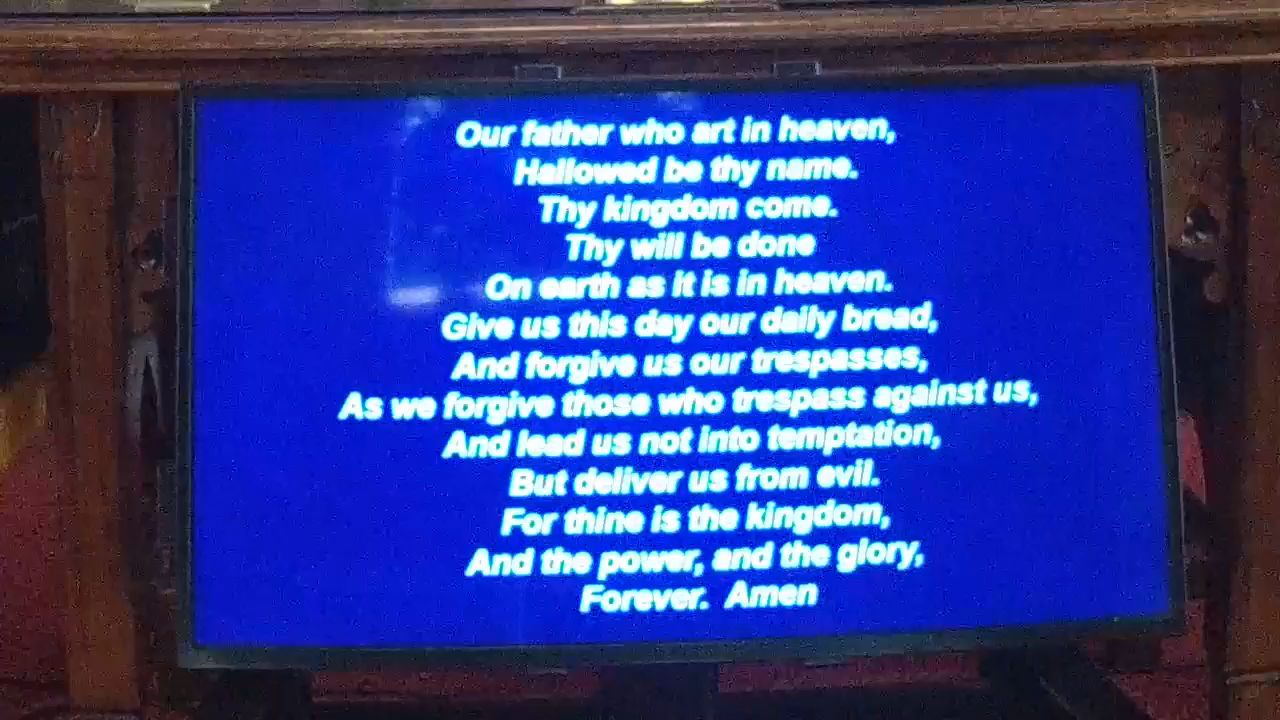 Our father who art in heaven,
Hallowed be thy name.
Thy kingdom come.
Thy will be done
On earth as it is in heaven.
Give us this day our daily bread,
And forgive us our trespasses,
As we forgive those who trespass against us,
And lead us not into temptation,
But deliver us from evil.
For thine is the kingdom,
And the power, and the glory,
Forever.  Amen